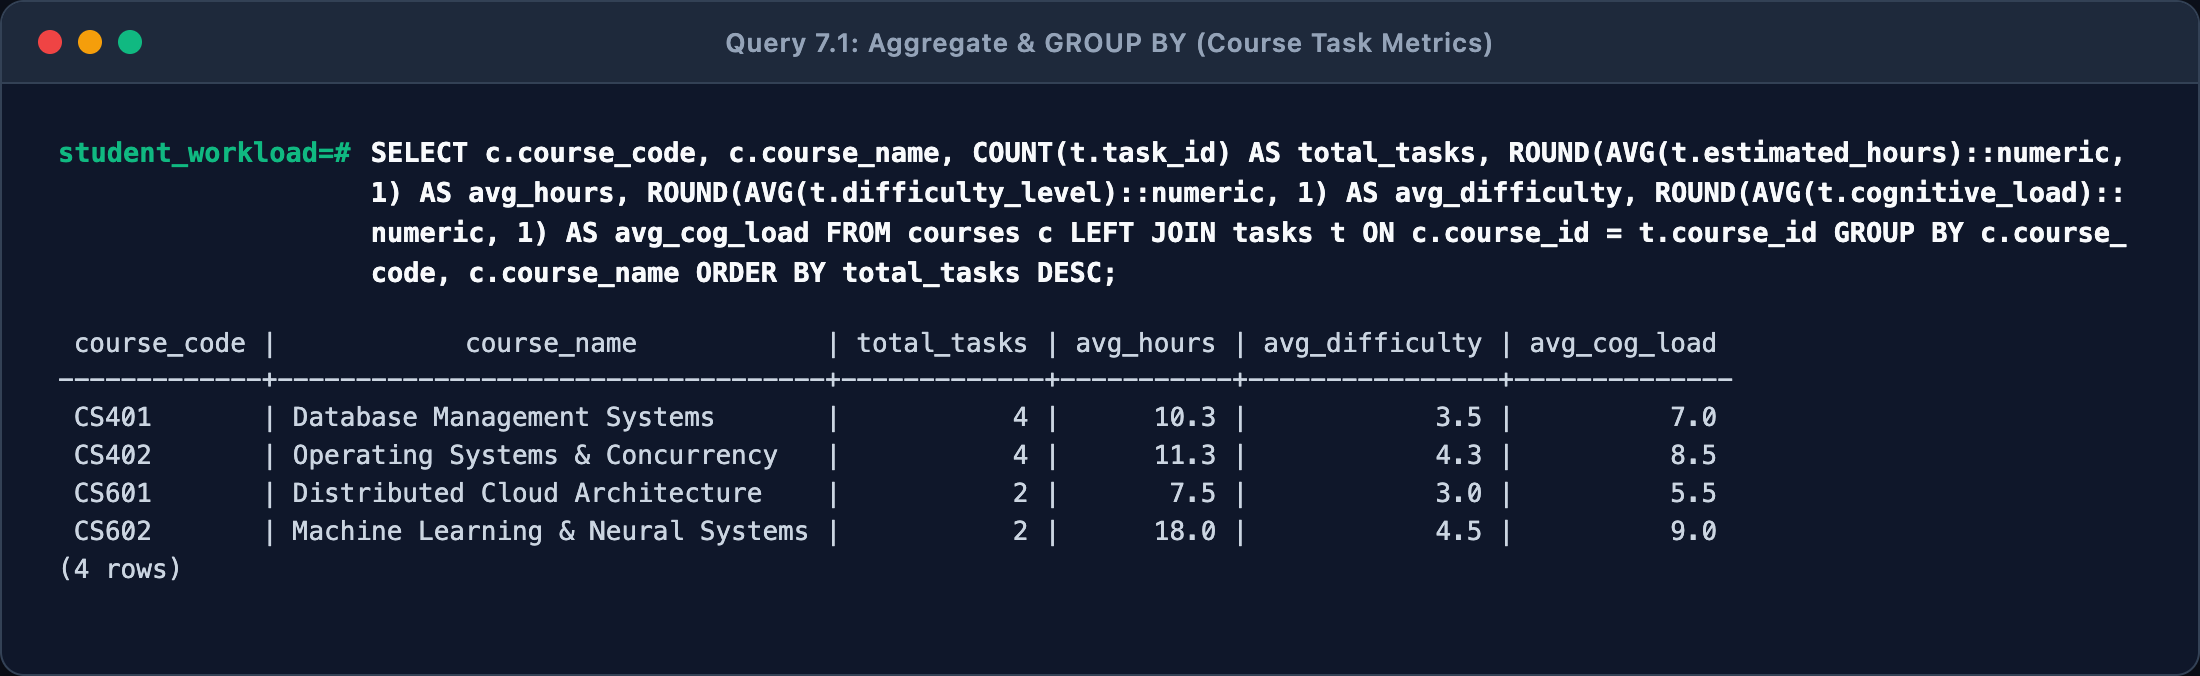 Query 7.1: Aggregate & GROUP BY (Course Task Metrics)
student_workload=# SELECT c.course_code, c.course_name, COUNT(t.task_id) AS total_tasks, ROUND(AVG(t.estimated_hours)::numeric,
1) AS avg_hours, ROUND(AVG(t.difficulty_level)::numeric, 1) AS avg_difficulty, ROUND(AVG(t.cognitive_load)::
numeric, 1) AS avg_cog_load FROM courses c LEFT JOIN tasks t ON c.course_id = t.course_id GROUP BY c.course_
code, c.course_name ORDER BY total_tasks DESC;
course_code | course_name | total_tasks | avg_hours | avg_difficulty | avg_cog_load
-------------+-----------------------------------+-------------+-----------+----------------+--------------
CS401 | Database Management Systems | 4 | 10.3 | 3.5 | 7.0
CS402 | Operating Systems & Concurrency | 4 | 11.3 | 4.3 | 8.5
CS601 | Distributed Cloud Architecture | 2 | 7.5 | 3.0 | 5.5
CS602 | Machine Learning & Neural Systems | 2 | 18.0 | 4.5 | 9.0
(4 rows)